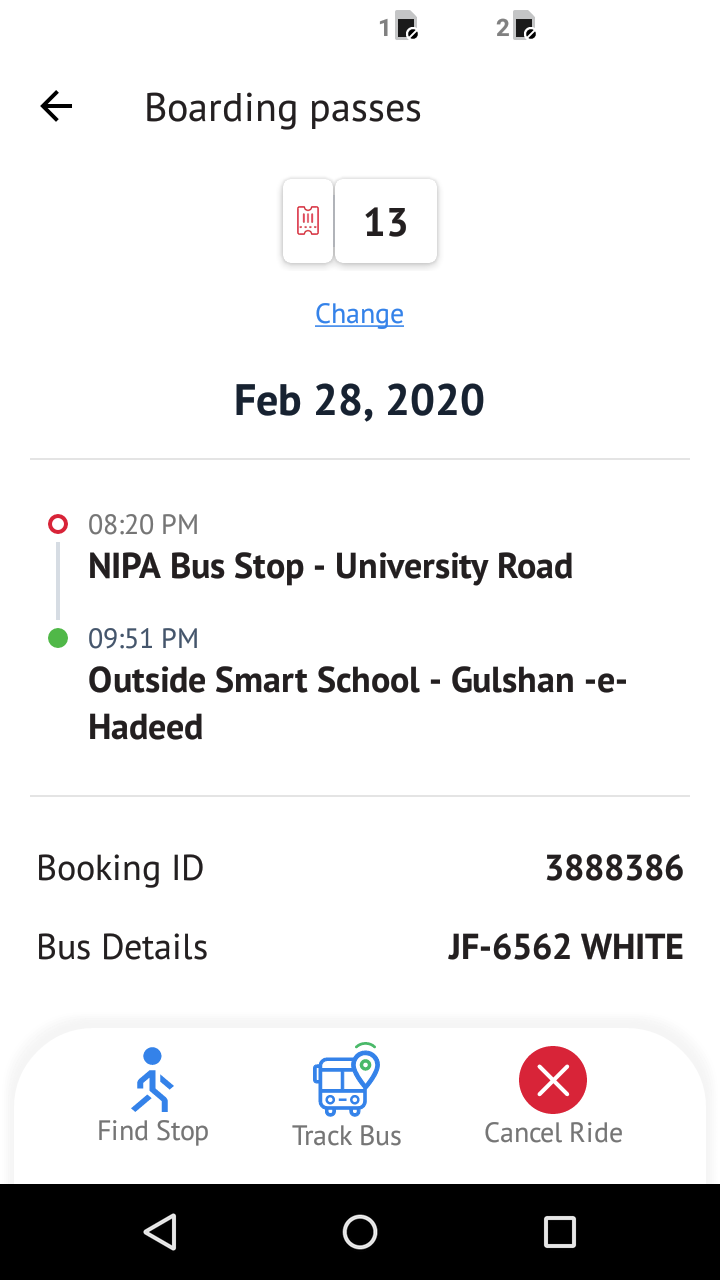 1 2
Boarding passes
13
Change
Feb 28, 2020
08:20 PM
NIPA Bus Stop - University Road
09:51 PM
Outside Smart School - Gulshan -e-
Hadeed
Booking ID 3888386
Bus Details JF-6562 WHITE
Find Stop Track Bus Cancel Ride